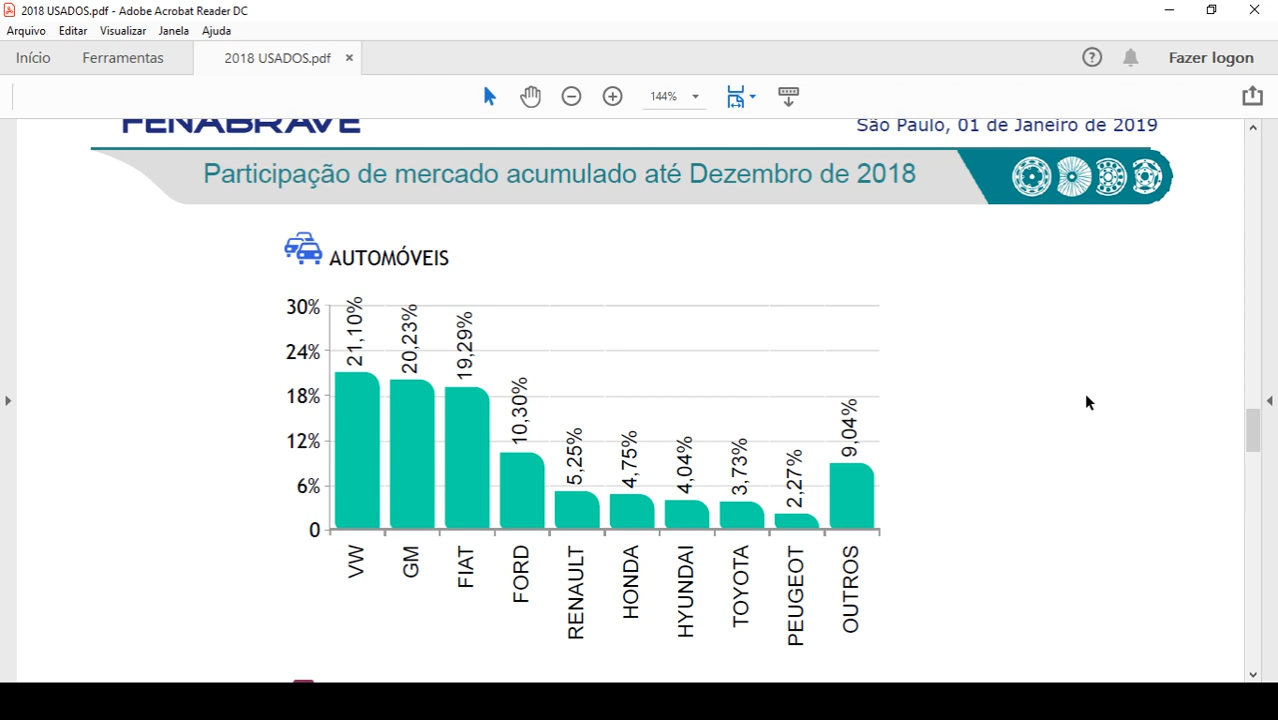 2018 USADOS.pdf - Adobe Acrobat Reader DC
Arquivo Editar Visualizar Janela Ajuda
Início Ferramentas 2018 USADOS.pdf × Fazer logon
144%
FENABRAVE São Paulo, 01 de Janeiro de 2019
Participação de mercado acumulado até Dezembro de 2018
AUTOMÓVEIS
30%
24%
18%
12%
6%
0
21,10%
20,23%
19,29%
10,30%
5,25%
4,75%
4,04%
3,73%
2,27%
9,04%
VW
GM
FIAT
FORD
RENAULT
HONDA
HYUNDAI
TOYOTA
PEUGEOT
OUTROS